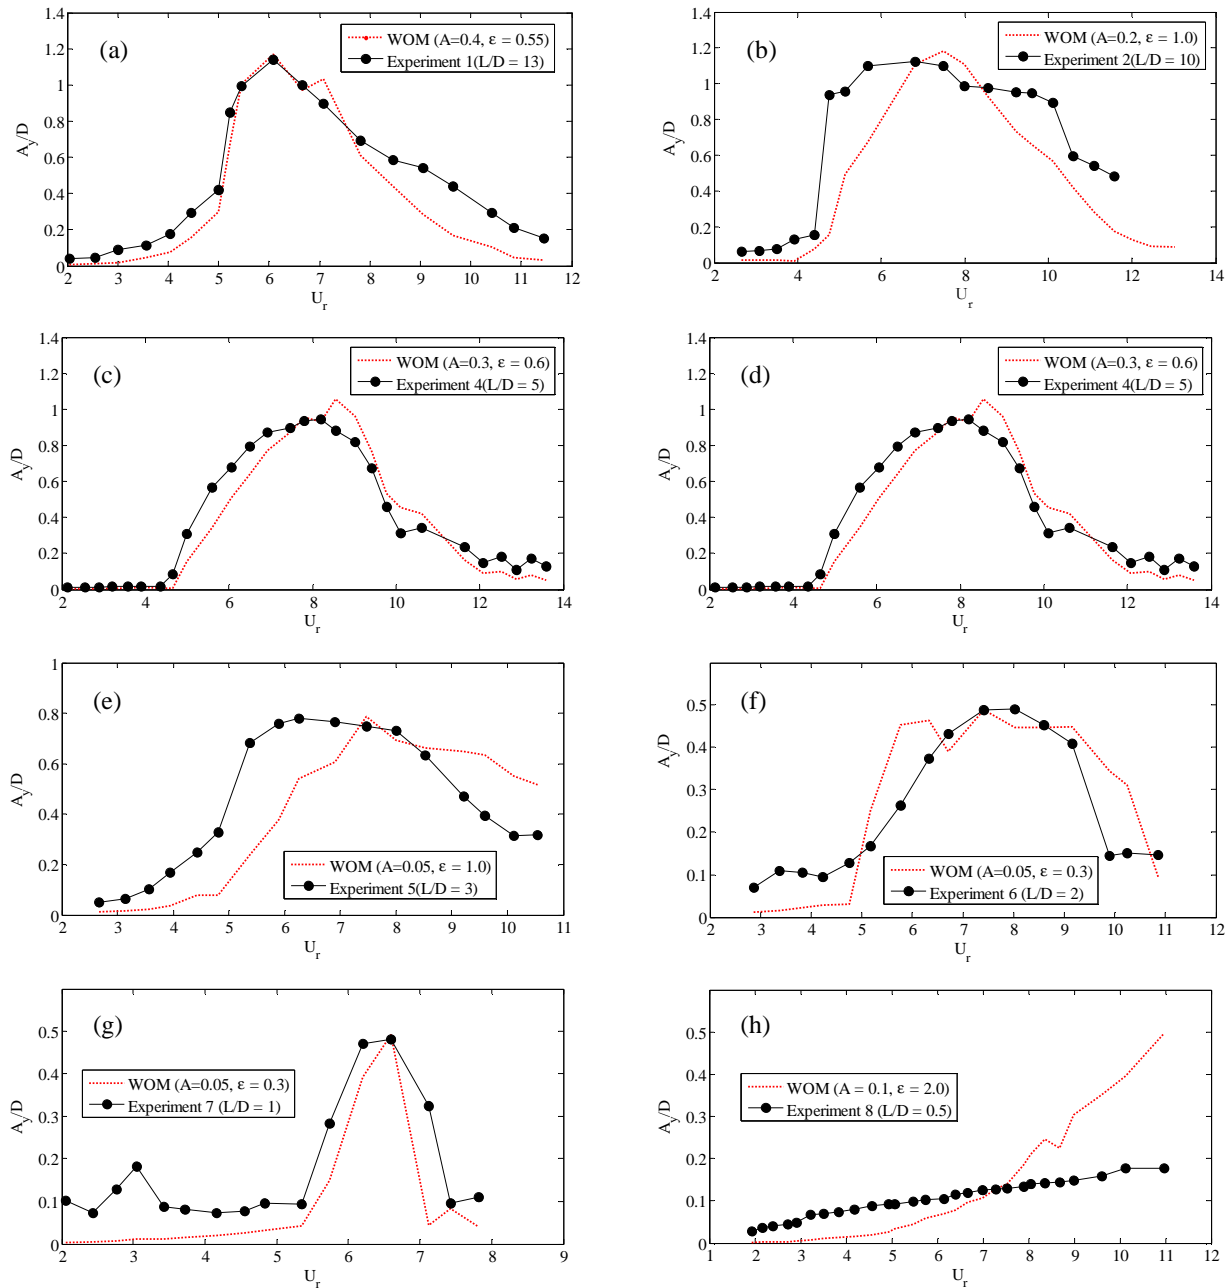 (a)
WOM (A=0.4, ε = 0.55)
Experiment 1(L/D = 13)
A_y/D
1.4
1.2
1
0.8
0.6
0.4
0.2
0
2 3 4 5 6 7 8 9 10 11 12
U_r
(b)
WOM (A=0.2, ε = 1.0)
Experiment 2(L/D = 10)
A_y/D
1.4
1.2
1
0.8
0.6
0.4
0.2
0
2 4 6 8 10 12 14
U_r
(c)
WOM (A=0.3, ε = 0.6)
Experiment 4(L/D = 5)
A_y/D
1.4
1.2
1
0.8
0.6
0.4
0.2
0
2 4 6 8 10 12 14
U_r
(d)
WOM (A=0.3, ε = 0.6)
Experiment 4(L/D = 5)
A_y/D
1.4
1.2
1
0.8
0.6
0.4
0.2
0
2 4 6 8 10 12 14
U_r
(e)
WOM (A=0.05, ε = 1.0)
Experiment 5(L/D = 3)
A_y/D
1
0.8
0.6
0.4
0.2
0
2 3 4 5 6 7 8 9 10 11
U_r
(f)
WOM (A=0.05, ε = 0.3)
Experiment 6 (L/D = 2)
A_y/D
0.5
0.4
0.3
0.2
0.1
0
2 3 4 5 6 7 8 9 10 11 12
U_r
(g)
WOM (A=0.05, ε = 0.3)
Experiment 7 (L/D = 1)
A_y/D
0.5
0.4
0.3
0.2
0.1
0
2 3 4 5 6 7 8 9
U_r
(h)
WOM (A = 0.1, ε = 2.0)
Experiment 8 (L/D = 0.5)
A_y/D
0.5
0.4
0.3
0.2
0.1
0
1 2 3 4 5 6 7 8 9 10 11 12
U_r